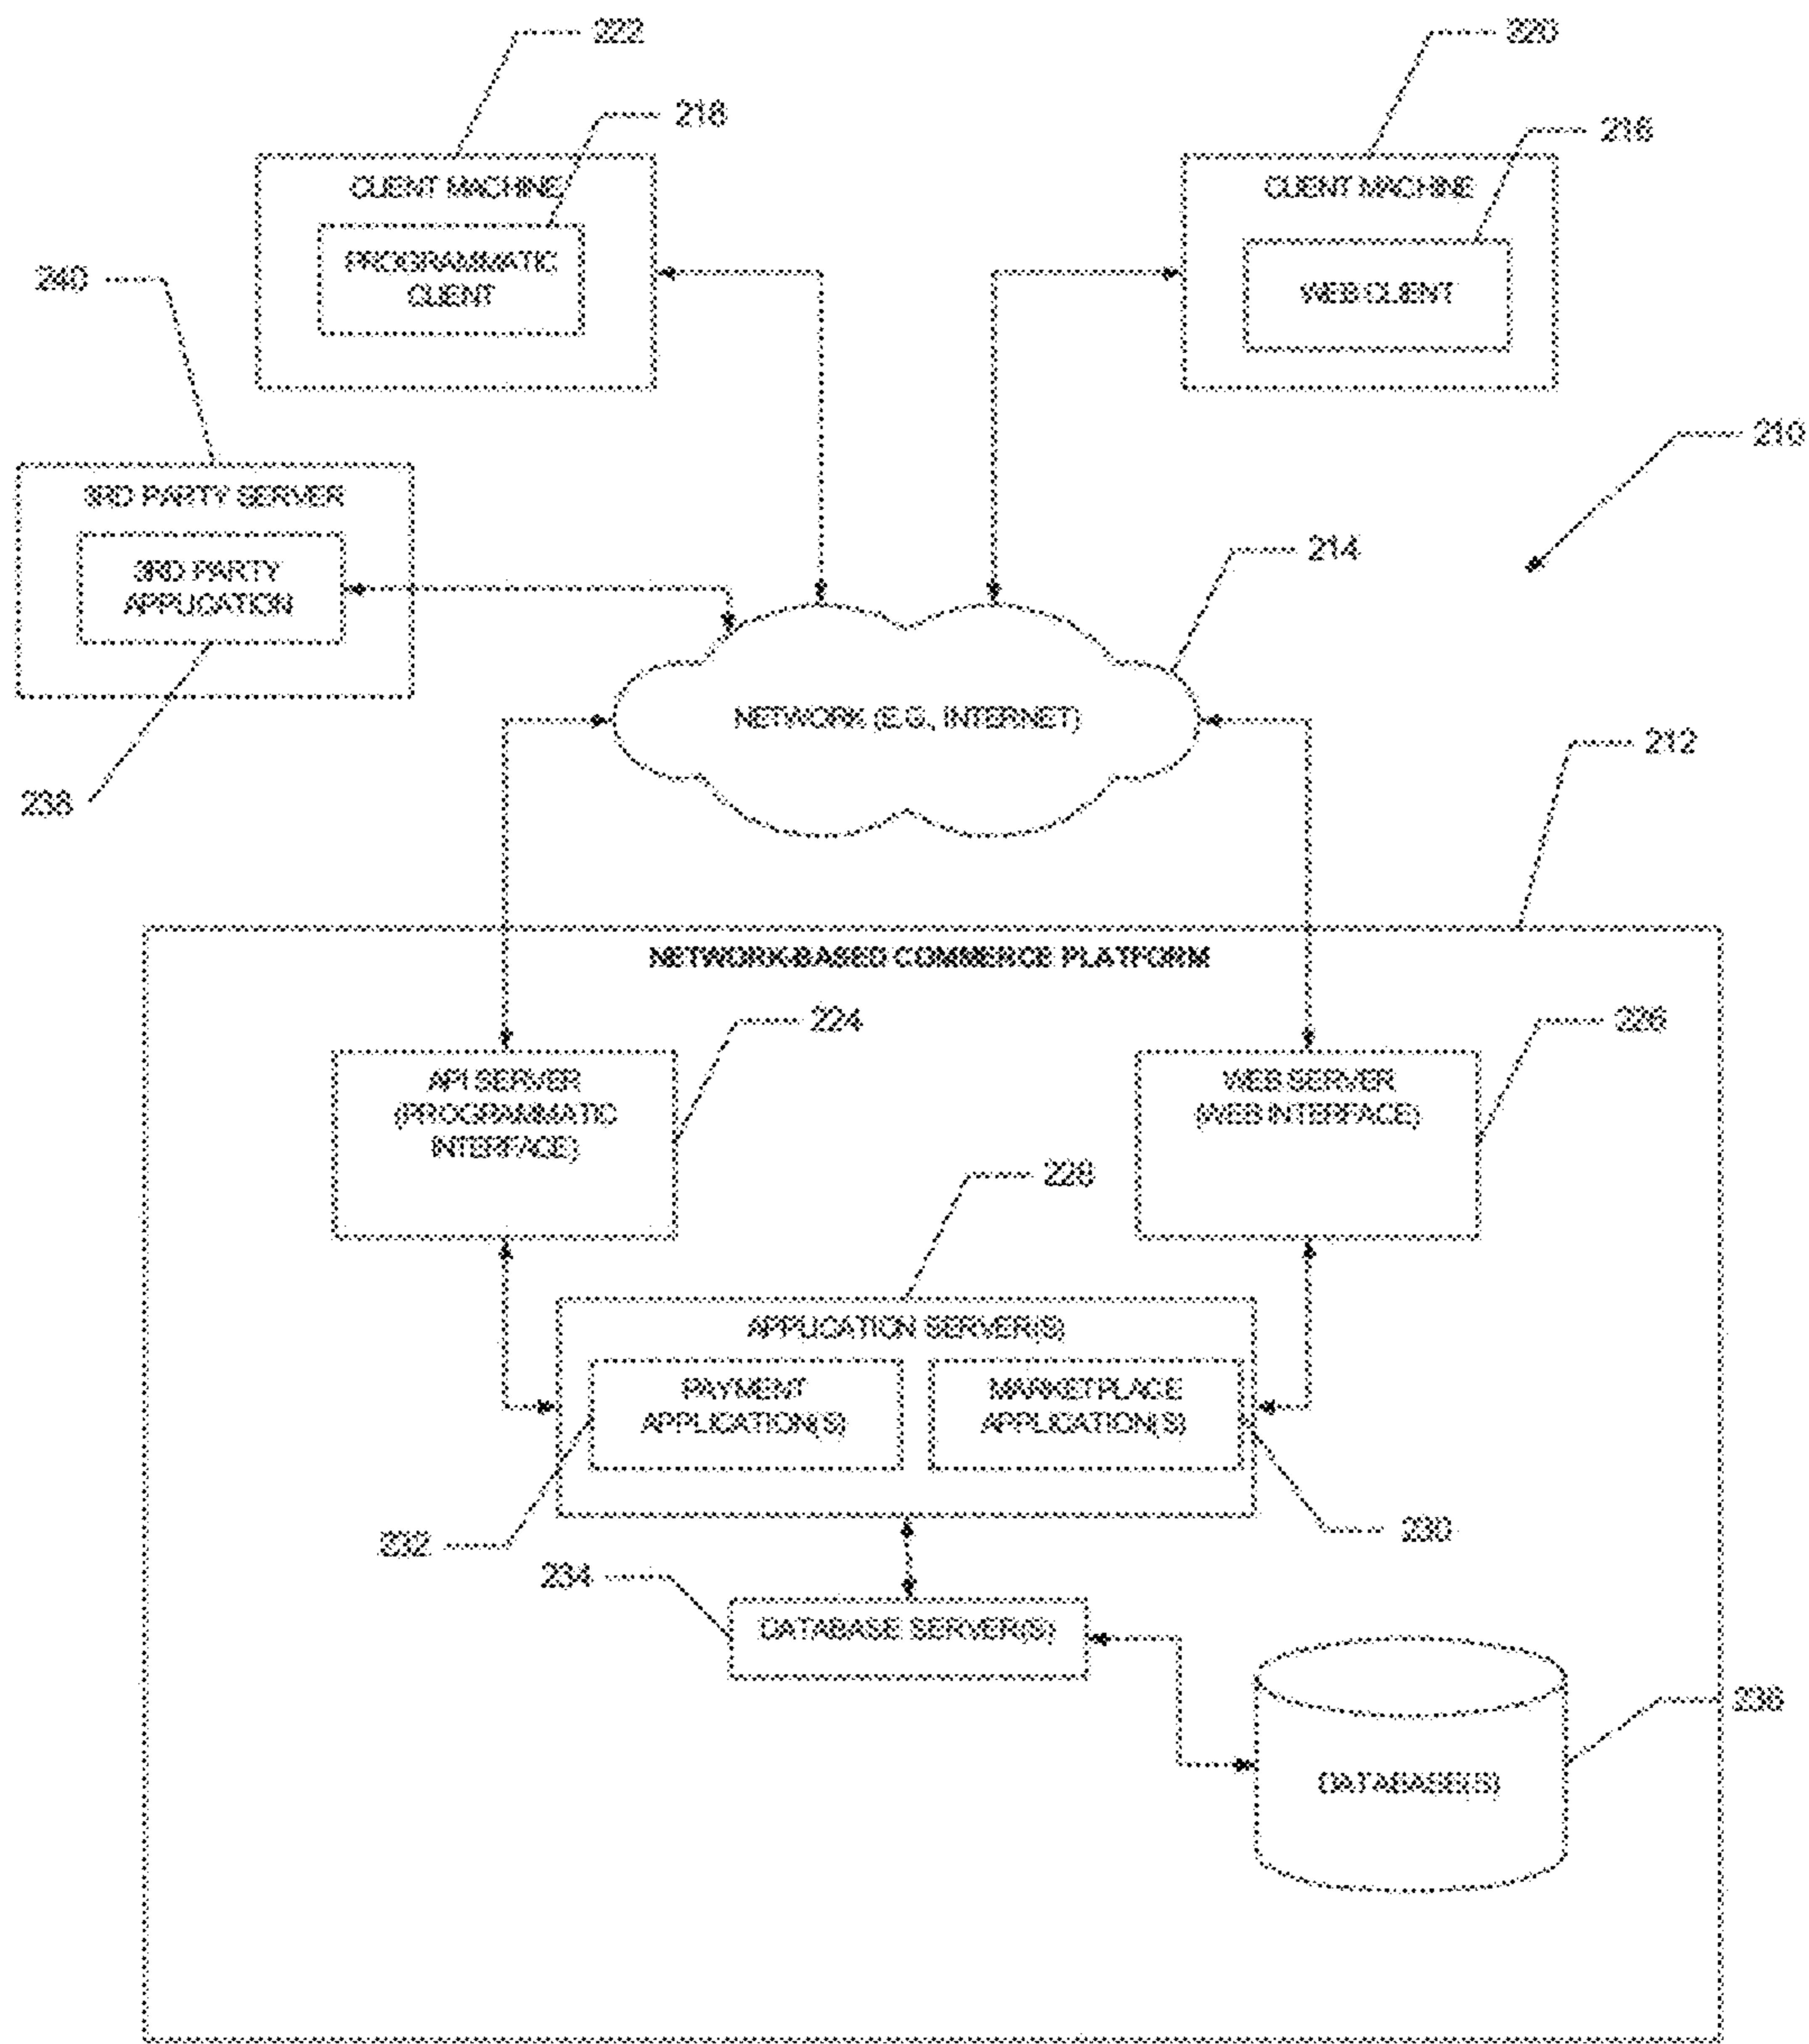 222
220
218
216
CLIENT MACHINE
CLIENT MACHINE
PROGRAMMATIC
CLIENT
WEB CLIENT
240
210
3RD PARTY SERVER
3RD PARTY
APPLICATION
214
NETWORK (E.G., INTERNET)
212
238
NETWORK-BASED COMMERCE PLATFORM
224
226
API SERVER
(PROGRAMMATIC
INTERFACE)
WEB SERVER
(WEB INTERFACE)
228
APPLICATION SERVER(S)
PAYMENT
APPLICATION(S)
MARKETPLACE
APPLICATION(S)
232
230
234
DATABASE SERVER(S)
236
DATABASE(S)